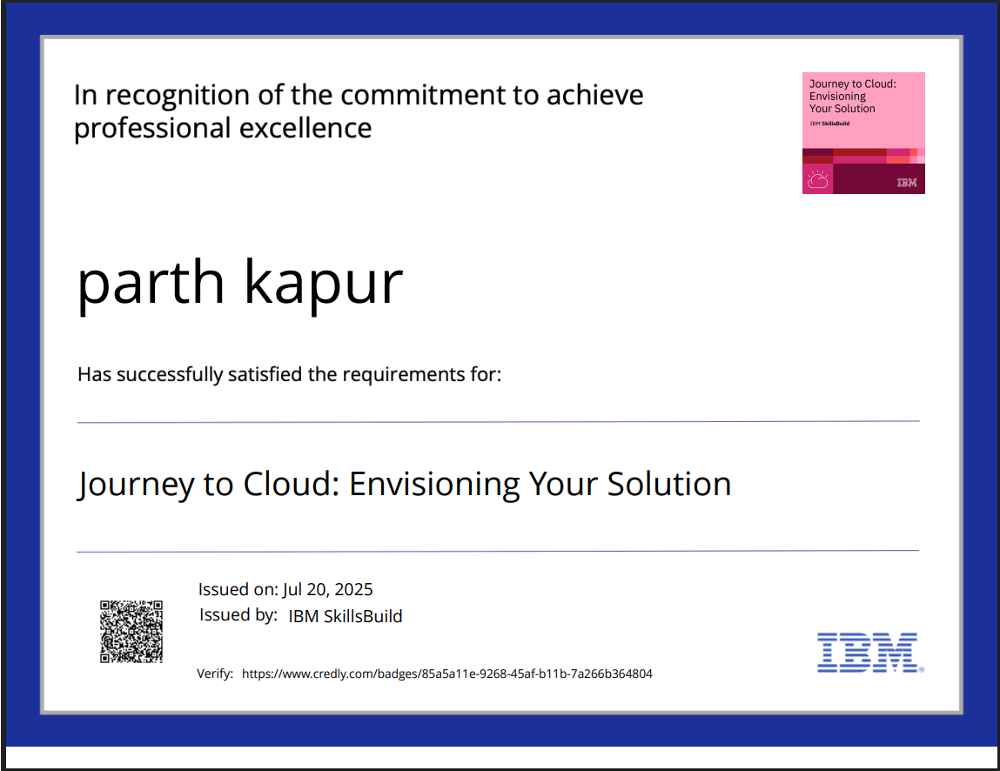 In recognition of the commitment to achieve
professional excellence
Journey to Cloud:
Envisioning
Your Solution
IBM SkillsBuild
IBM
parth kapur
Has successfully satisfied the requirements for:
Journey to Cloud: Envisioning Your Solution
Issued on: Jul 20, 2025
Issued by: IBM SkillsBuild
Verify: https://www.credly.com/badges/85a5a11e-9268-45af-b11b-7a266b364804
IBM®